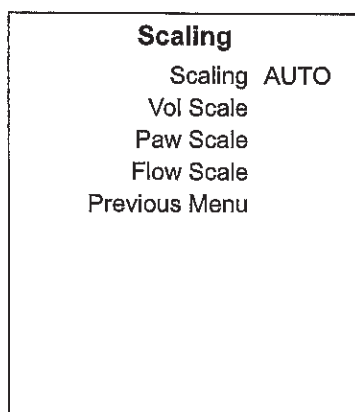 Scaling
Scaling AUTO
Vol Scale
Paw Scale
Flow Scale
Previous Menu